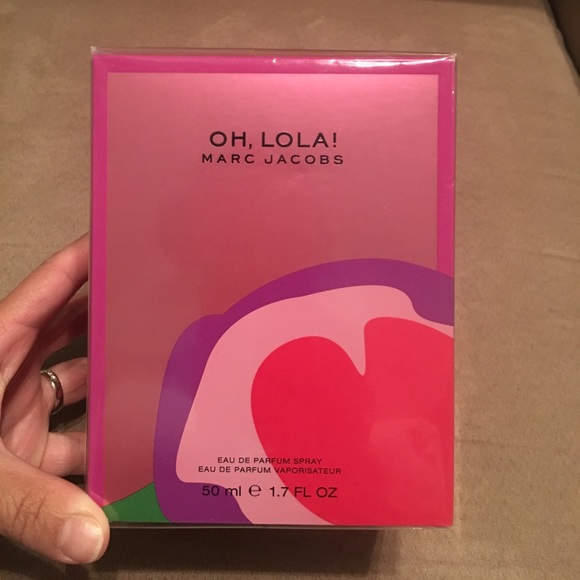 OH, LOLA!
MARC JACOBS
EAU DE PARFUM SPRAY
EAU DE PARFUM VAPORISATEUR
50 ml ℮ 1.7 FL OZ